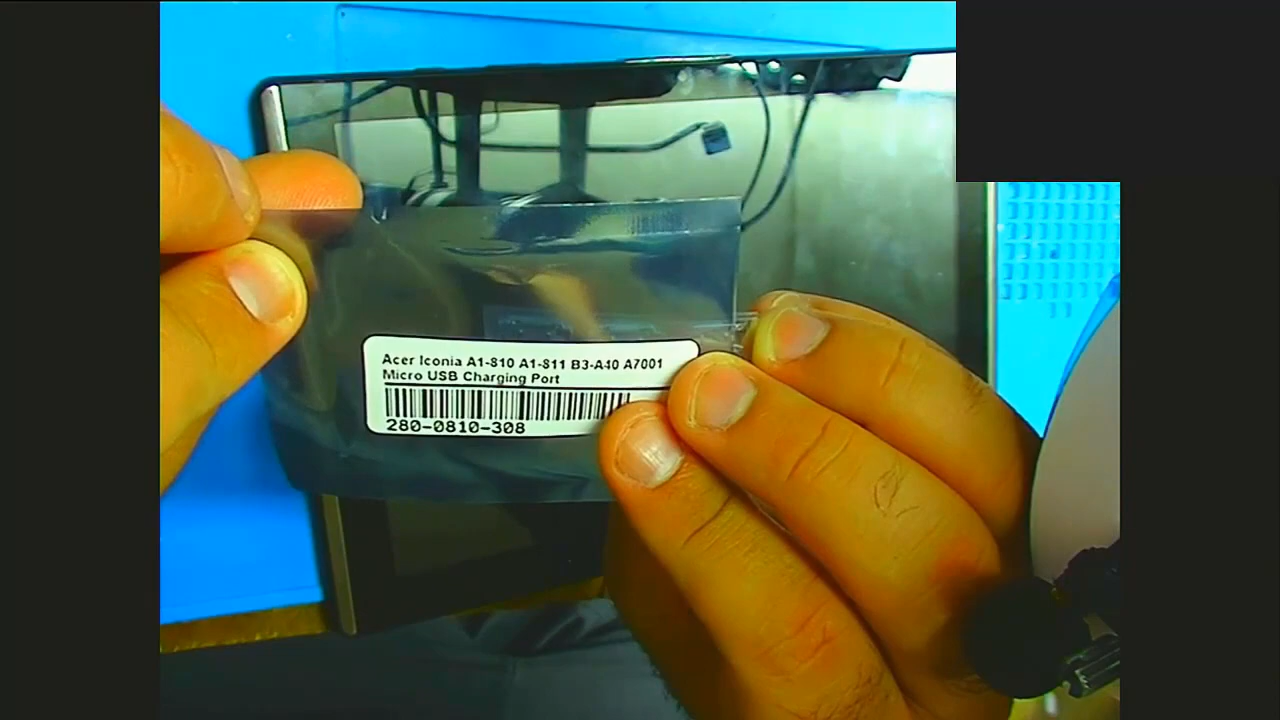 Acer Iconia A1-810 A1-811 B3-A40 A7001
Micro USB Charging Port
280-0810-308